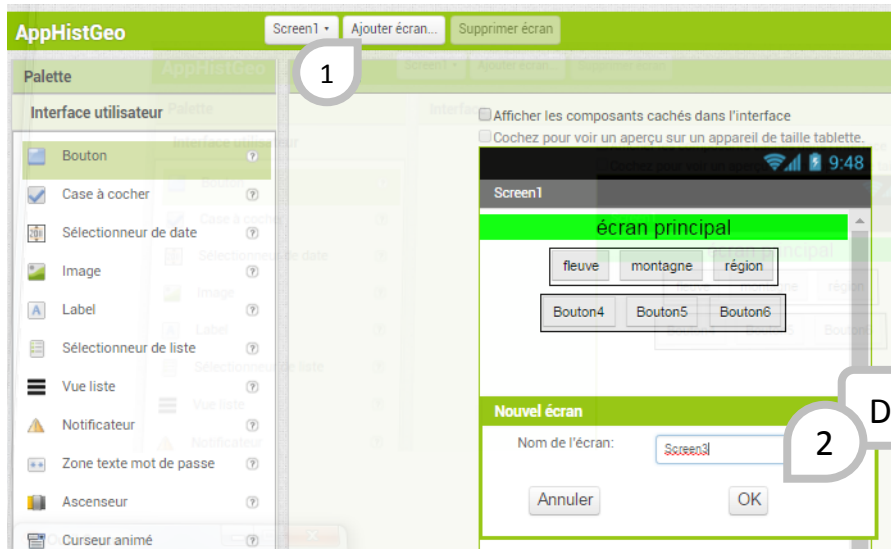 AppHistGeo
Screen1 Ajouter écran... Supprimer écran
1
Palette
Interface utilisateur
Bouton
Case à cocher
Sélectionneur de date
Image
Label
Sélectionneur de liste
Vue liste
Notificateur
Zone texte mot de passe
Ascenseur
Curseur animé
Afficher les composants cachés dans l'interface
Cochez pour voir un aperçu sur un appareil de taille tablette.
9:48
Screen1
écran principal
fleuve montagne région
Bouton4 Bouton5 Bouton6
Nouvel écran
D
Nom de l'écran: Screen3
2
Annuler OK